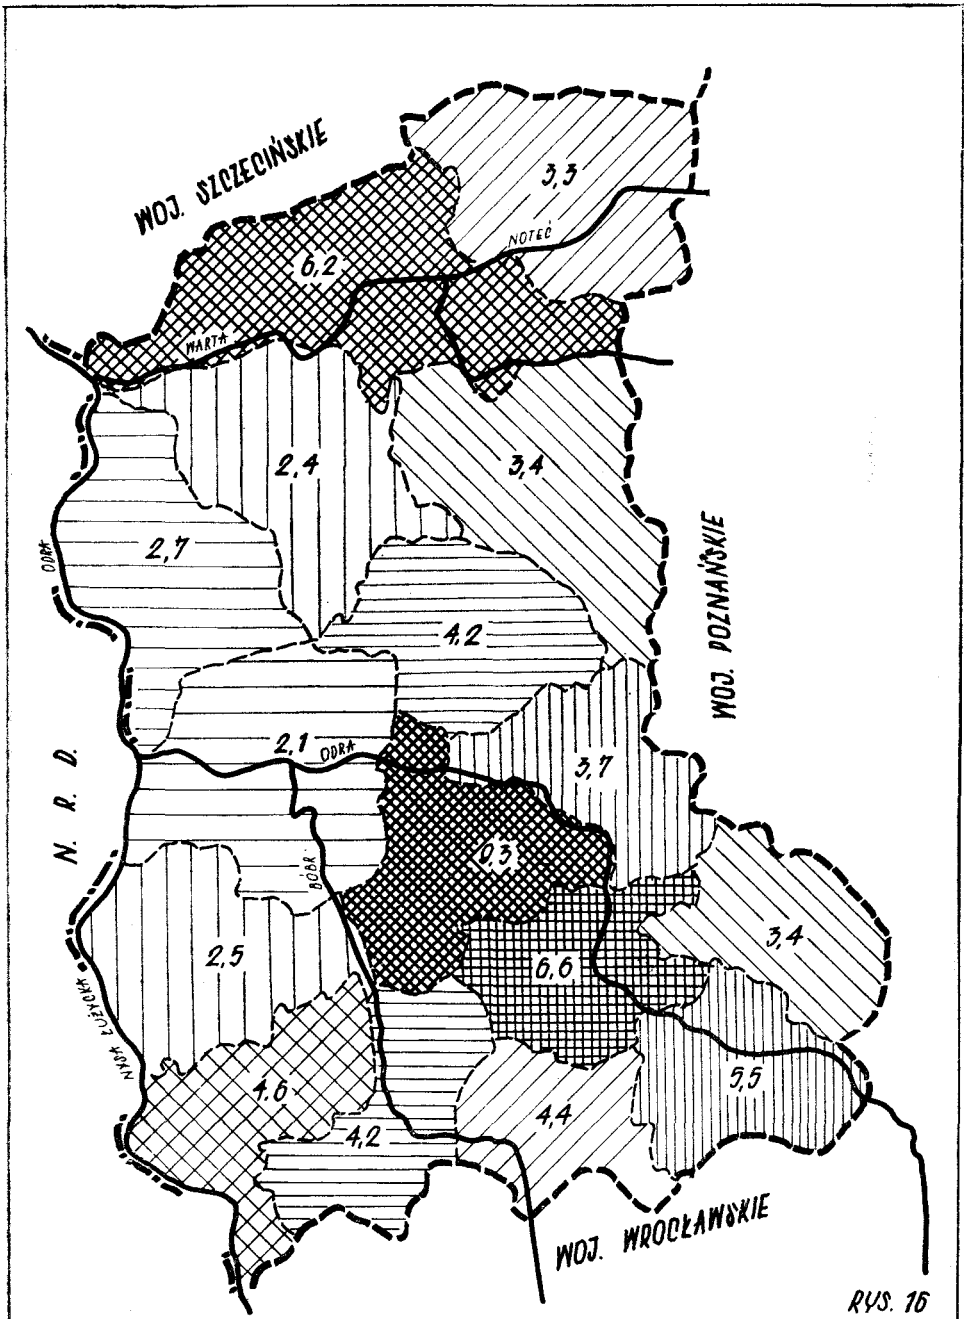 WOJ. SZCZECIŃSKIE
3,3
NOTEĆ
6,2
WARTA
2,4
3,4
2,7
ODRA
4,2
WOJ. POZNAŃSKIE
2,1
ODRA
3,7
N. R. D.
0,3
BÓBR
3,4
2,5
6,6
NYSA ŁUŻYCKA
5,5
4,6
4,4
4,2
WOJ. WROCŁAWSKIE
RYS. 16